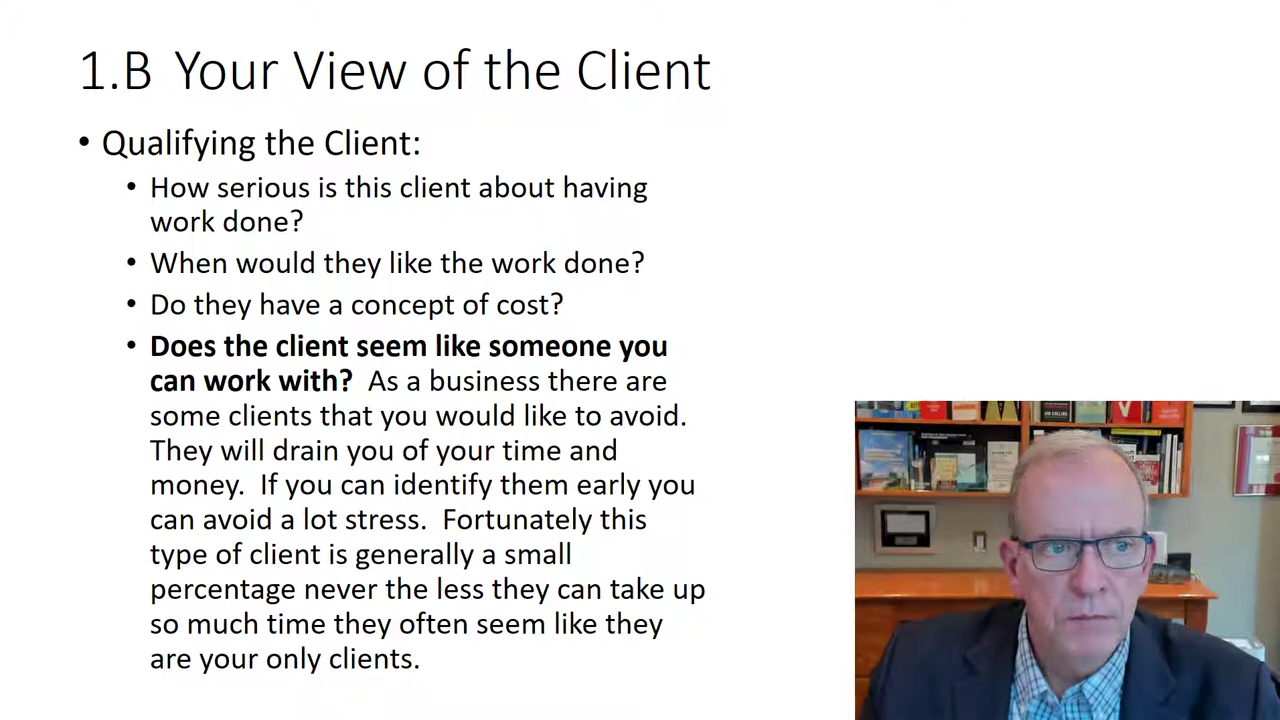 1.B Your View of the Client
• Qualifying the Client:
• How serious is this client about having
work done?
• When would they like the work done?
• Do they have a concept of cost?
• Does the client seem like someone you
can work with? As a business there are
some clients that you would like to avoid.
They will drain you of your time and
money. If you can identify them early you
can avoid a lot stress. Fortunately this
type of client is generally a small
percentage never the less they can take up
so much time they often seem like they
are your only clients.